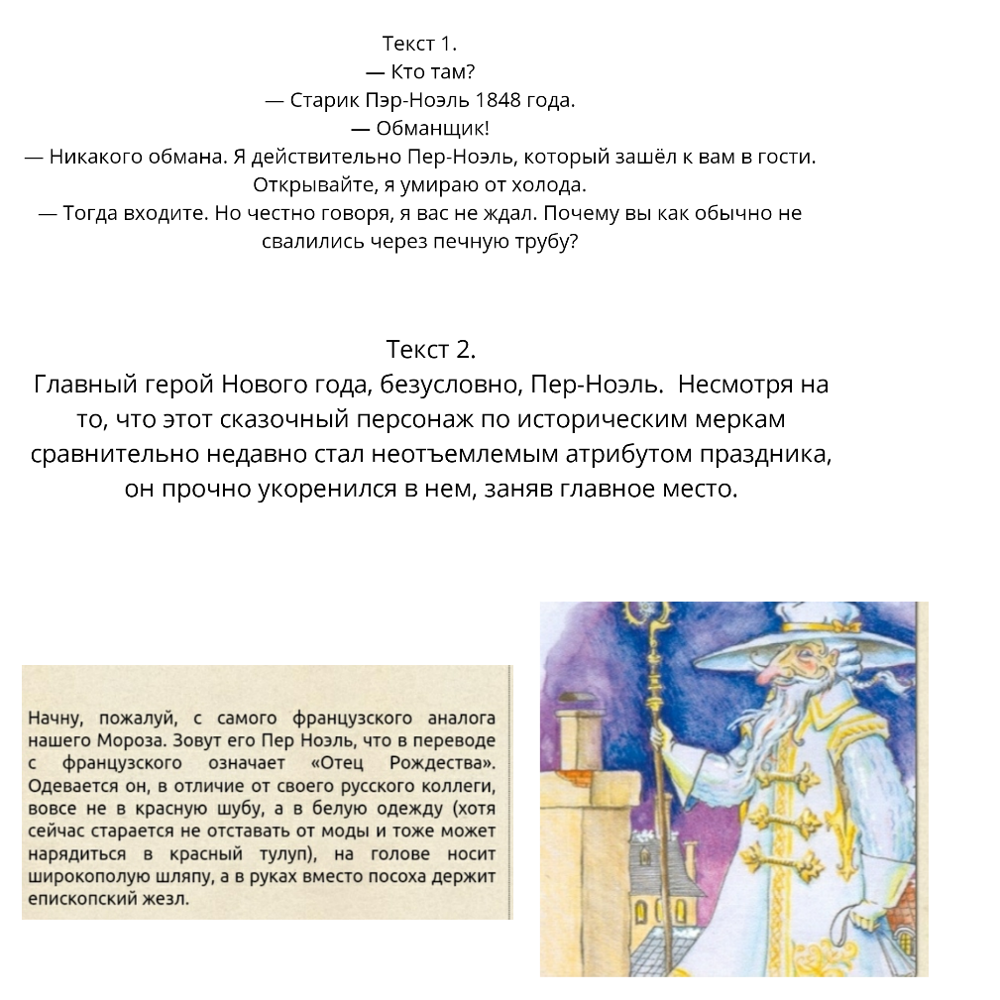 Текст 1.
— Кто там?
— Старик Пэр-Ноэль 1848 года.
— Обманщик!
— Никакого обмана. Я действительно Пер-Ноэль, который зашёл к вам в гости.
Открывайте, я умираю от холода.
— Тогда входите. Но честно говоря, я вас не ждал. Почему вы как обычно не
свалились через печную трубу?
Текст 2.
Главный герой Нового года, безусловно, Пер-Ноэль.  Несмотря на
то, что этот сказочный персонаж по историческим меркам
сравнительно недавно стал неотъемлемым атрибутом праздника,
он прочно укоренился в нем, заняв главное место.
Начну, пожалуй, с самого французского аналога
нашего Мороза. Зовут его Пер Ноэль, что в переводе
с французского означает «Отец Рождества».
Одевается он, в отличие от своего русского коллеги,
вовсе не в красную шубу, а в белую одежду (хотя
сейчас старается не отставать от моды и тоже может
нарядиться в красный тулуп), на голове носит
широкополую шляпу, а в руках вместо посоха держит
епископский жезл.